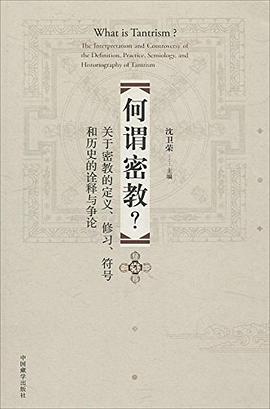 What is Tantrism ?
The Interpretation and Controversy of
the Definition, Practice, Semiology, and
Historiography of Tantrism
何谓密教?
关于密教的定义、修习、符号
和历史的诠释与争论
沈卫荣
主编
中国藏学出版社